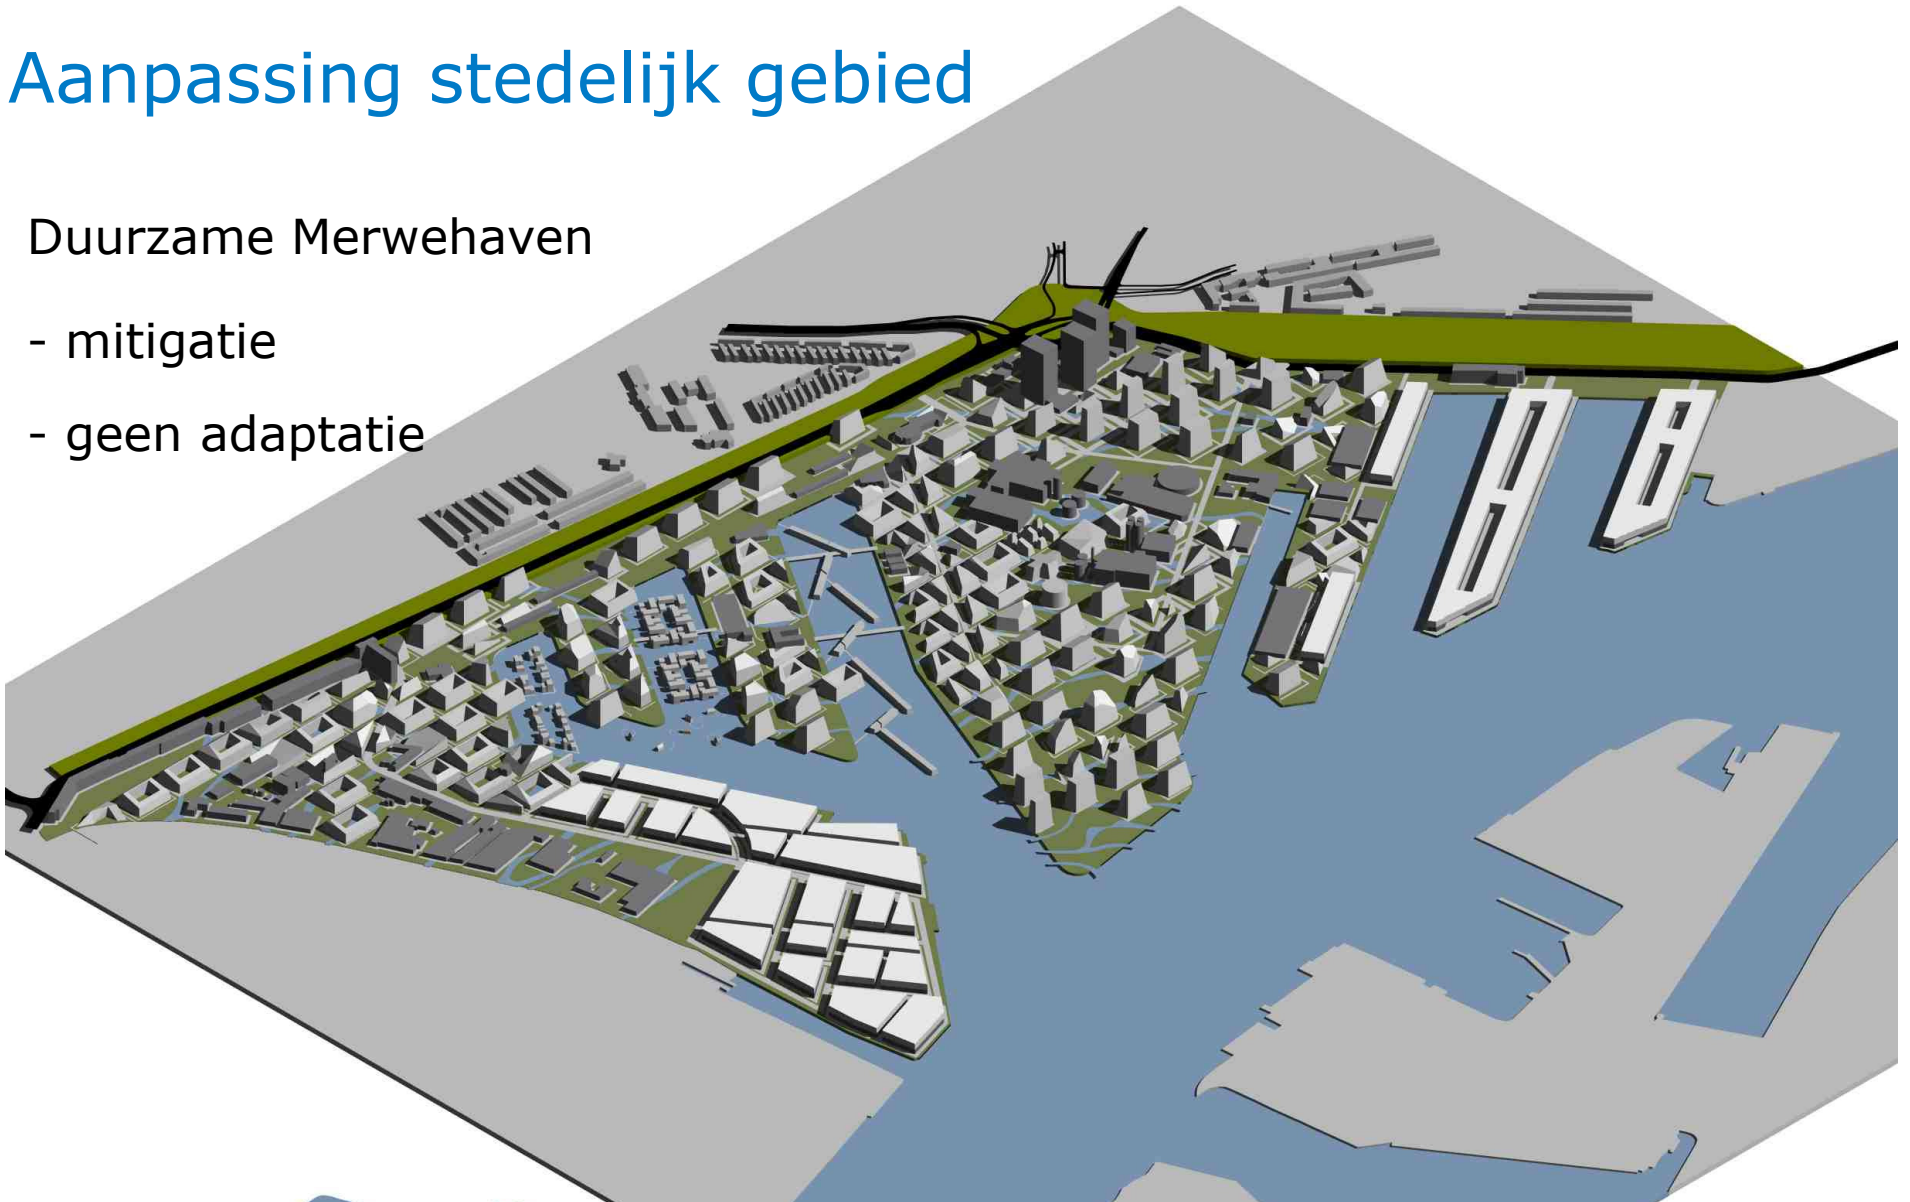 Aanpassing stedelijk gebied
Duurzame Merwehaven
- mitigatie
- geen adaptatie